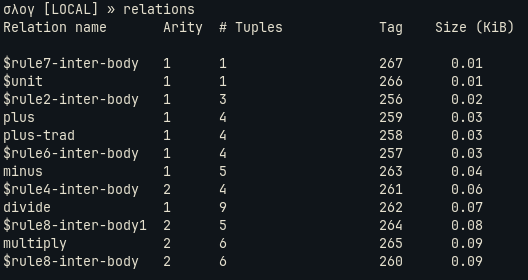 σλογ [LOCAL] » relations
Relation name Arity # Tuples Tag Size (KiB)
$rule7-inter-body 1 1 267 0.01
$unit 1 1 266 0.01
$rule2-inter-body 1 3 256 0.02
plus 1 4 259 0.03
plus-trad 1 4 258 0.03
$rule6-inter-body 1 4 257 0.03
minus 1 5 263 0.04
$rule4-inter-body 2 4 261 0.06
divide 1 9 262 0.07
$rule8-inter-body1 2 5 264 0.08
multiply 2 6 265 0.09
$rule8-inter-body 2 6 260 0.09